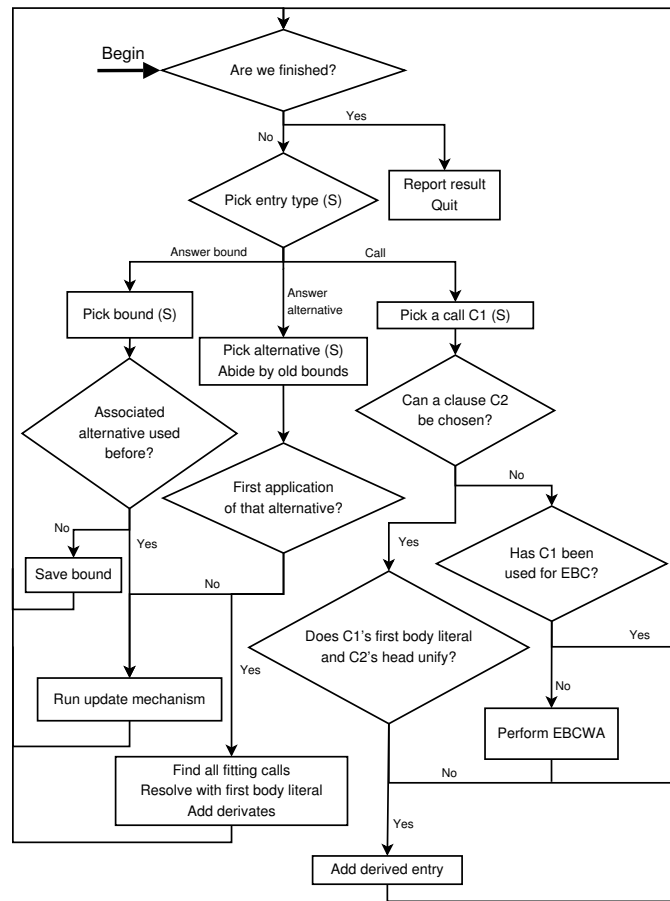 Begin
Are we finished?
Yes
No
Pick entry type (S)
Report result
Quit
Answer bound
Call
Answer
alternative
Pick bound (S)
Pick a call C1 (S)
Pick alternative (S)
Abide by old bounds
Associated
alternative used
before?
Can a clause C2
be chosen?
First application
of that alternative?
No
No
Yes
Yes
Has C1 been
used for EBC?
Save bound
No
Does C1's first body literal
and C2's head unify?
Yes
Yes
Run update mechanism
No
Perform EBCWA
Find all fitting calls
Resolve with first body literal
Add derivates
No
Yes
Add derived entry